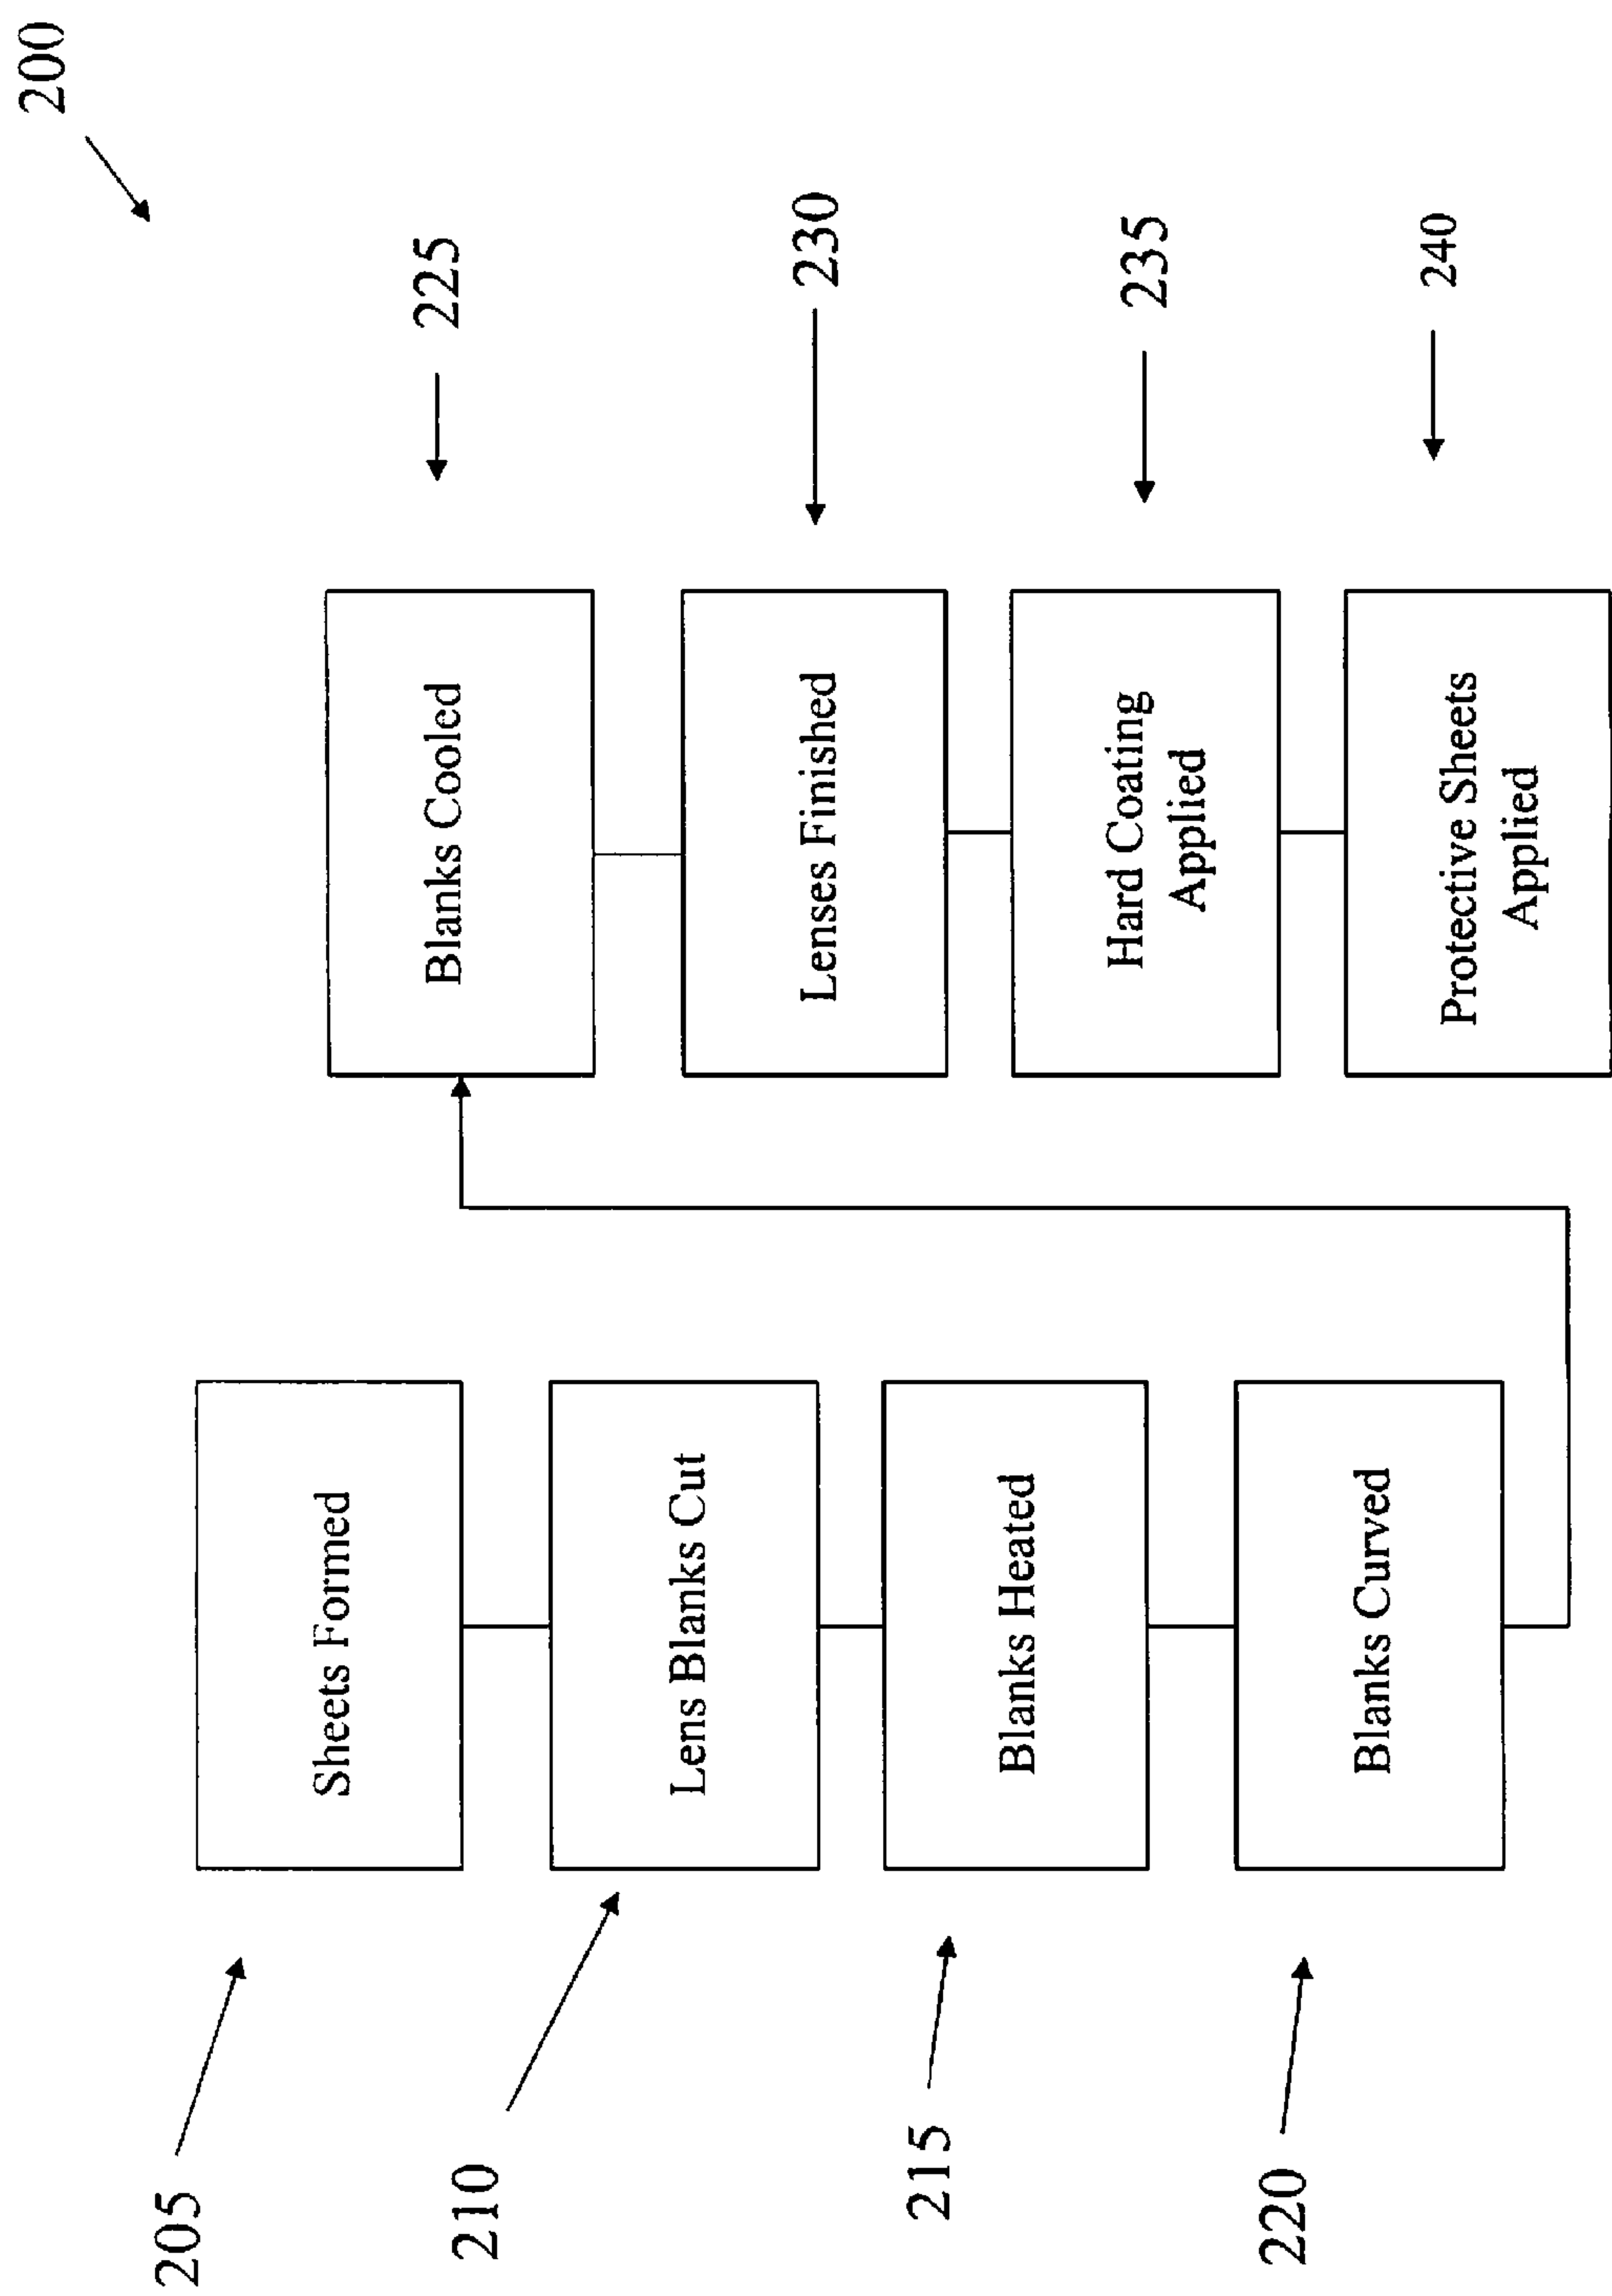 200
205
Sheets Formed
210
Lens Blanks Cut
215
Blanks Heated
220
Blanks Curved
Blanks Cooled
225
Lenses Finished
230
Hard Coating
Applied
235
Protective Sheets
Applied
240